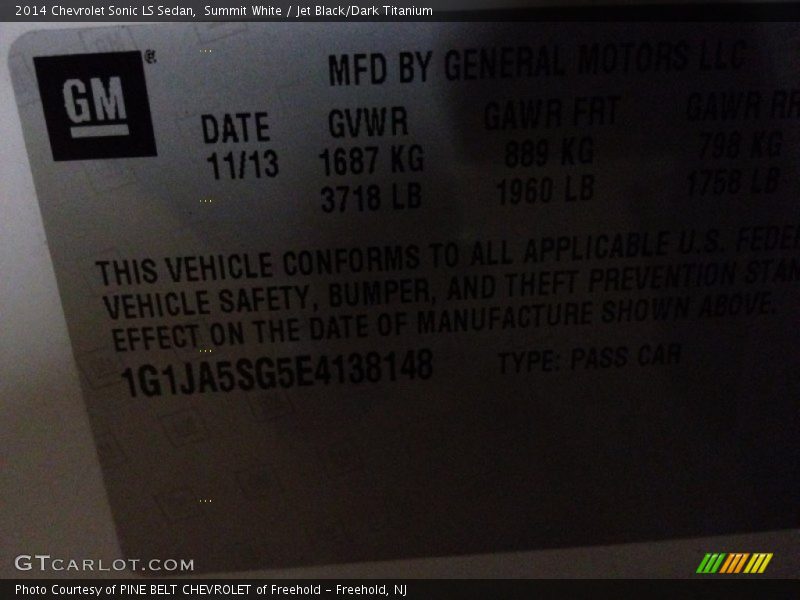 2014 Chevrolet Sonic LS Sedan, Summit White / Jet Black/Dark Titanium
GM
MFD BY GENERAL MOTORS LLC
DATE GVWR GAWR FRT GAWR RR
11/13 1687 KG 889 KG 798 KG
3718 LB 1960 LB 1758 LB
THIS VEHICLE CONFORMS TO ALL APPLICABLE U.S. FEDER
VEHICLE SAFETY, BUMPER, AND THEFT PREVENTION STAN
EFFECT ON THE DATE OF MANUFACTURE SHOWN ABOVE.
1G1JA5SG5E4138148 TYPE: PASS CAR
GTCARLOT.COM
Photo Courtesy of PINE BELT CHEVROLET of Freehold - Freehold, NJ